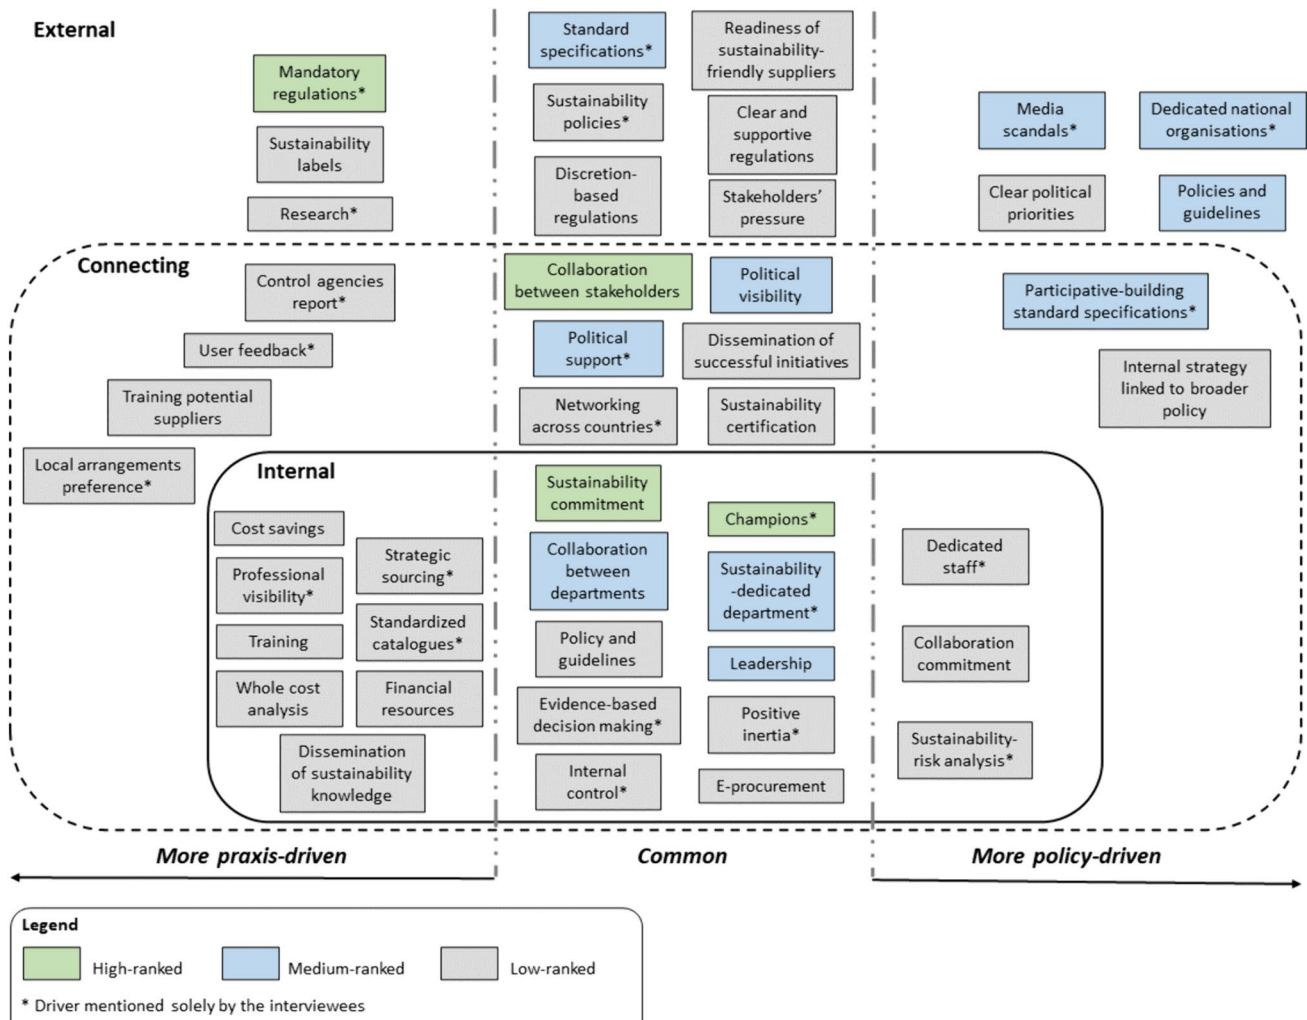 External
Mandatory
regulations*
Sustainability
labels
Research*
Standard
specifications*
Sustainability
policies*
Discretion-
based
regulations
Readiness of
sustainability-
friendly suppliers
Clear and
supportive
regulations
Stakeholders’
pressure
Media
scandals*
Dedicated national
organisations*
Clear political
priorities
Policies and
guidelines
Connecting
Control agencies
report*
User feedback*
Training potential
suppliers
Local arrangements
preference*
Collaboration
between stakeholders
Political
support*
Networking
across countries*
Political
visibility
Dissemination of
successful initiatives
Sustainability
certification
Participative-building
standard specifications*
Internal strategy
linked to broader
policy
Internal
Cost savings
Professional
visibility*
Training
Whole cost
analysis
Strategic
sourcing*
Standardized
catalogues*
Financial
resources
Dissemination
of sustainability
knowledge
Sustainability
commitment
Collaboration
between
departments
Policy and
guidelines
Evidence-based
decision making*
Internal
control*
Champions*
Sustainability
-dedicated
department*
Leadership
Positive
inertia*
E-procurement
Dedicated
staff*
Collaboration
commitment
Sustainability-
risk analysis*
More praxis-driven
Common
More policy-driven
Legend
High-ranked
Medium-ranked
Low-ranked
* Driver mentioned solely by the interviewees